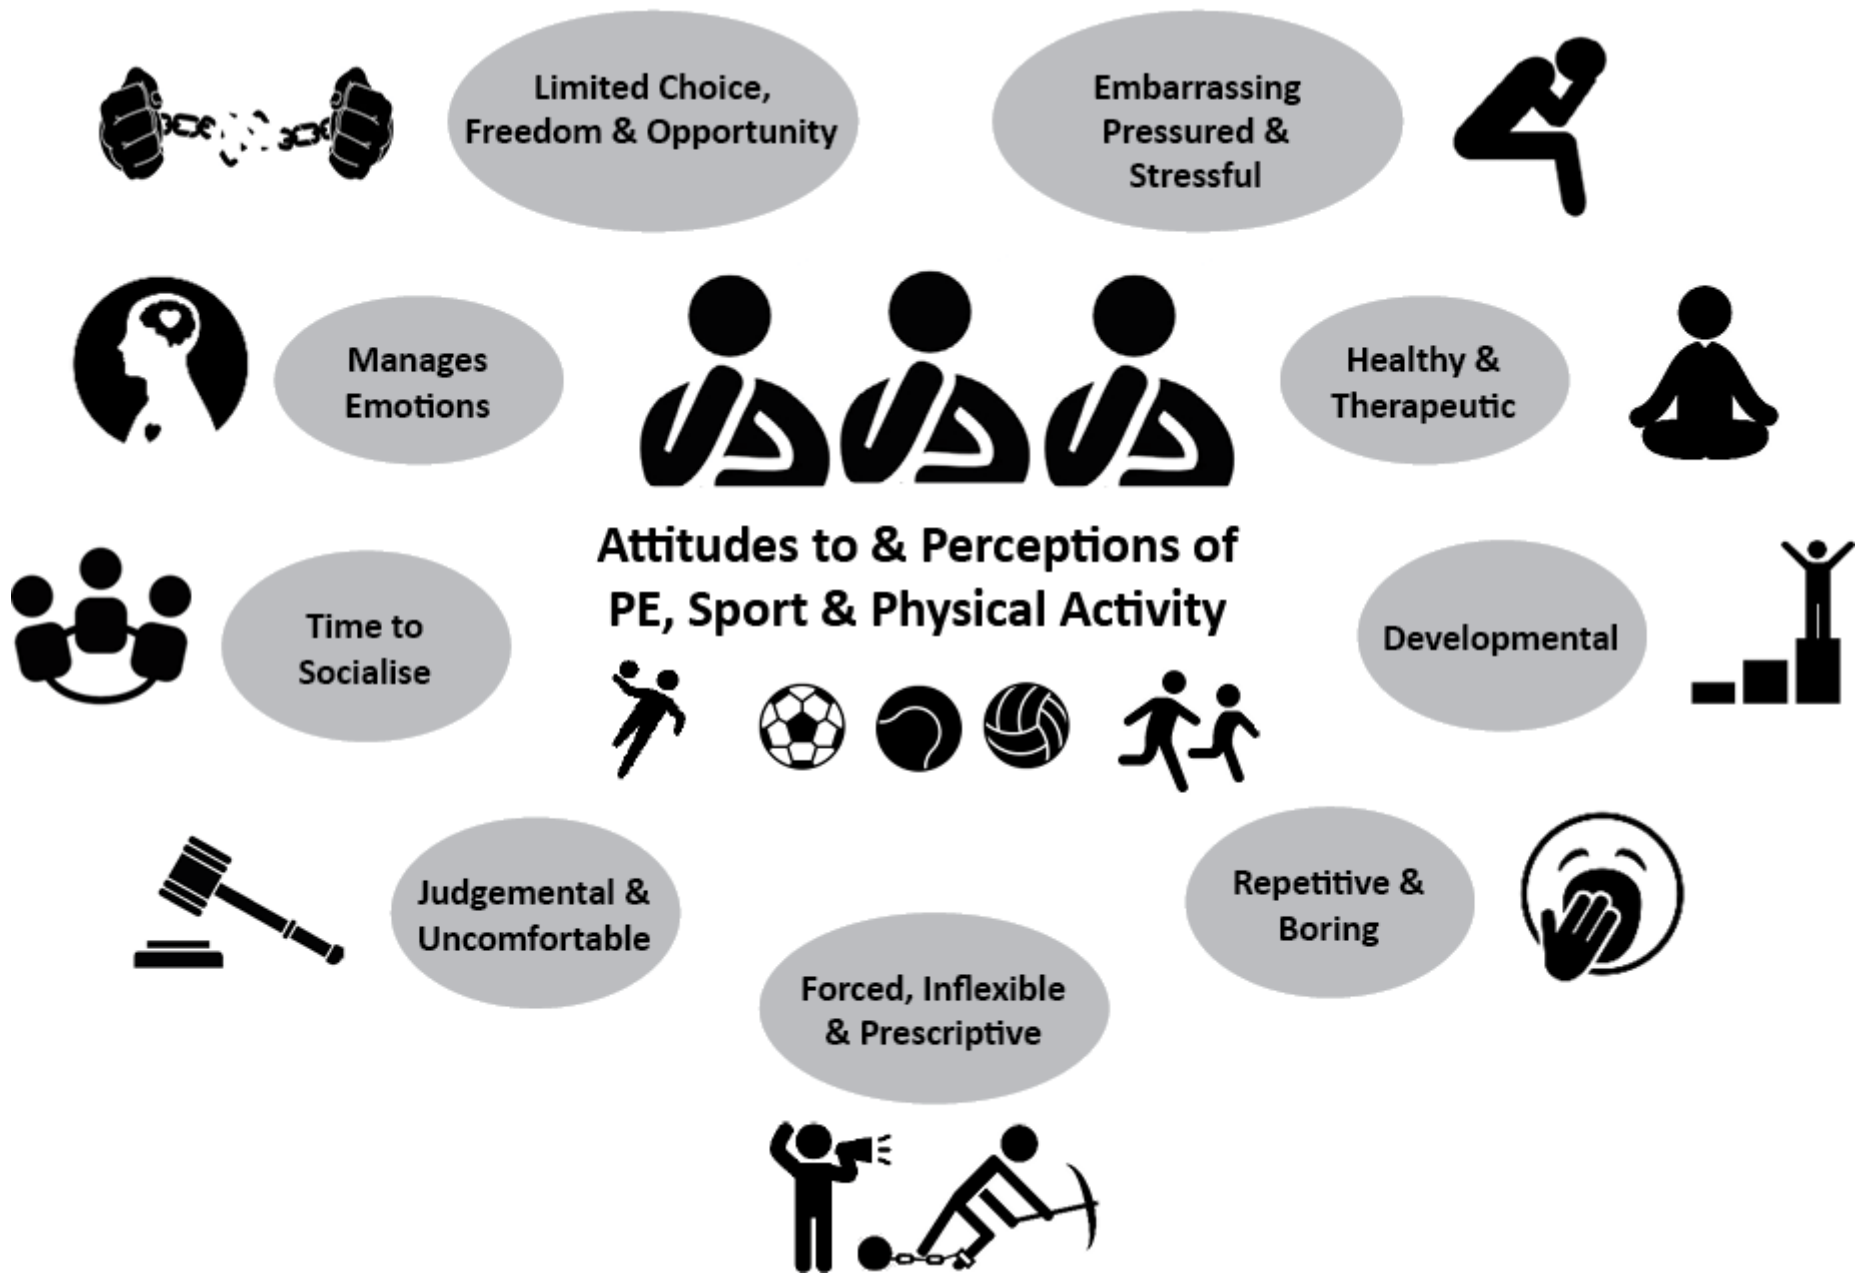 Limited Choice,
Freedom & Opportunity
Embarrassing
Pressured &
Stressful
Manages
Emotions
Healthy &
Therapeutic
Attitudes to & Perceptions of
PE, Sport & Physical Activity
Time to
Socialise
Developmental
Judgemental &
Uncomfortable
Repetitive &
Boring
Forced, Inflexible
& Prescriptive